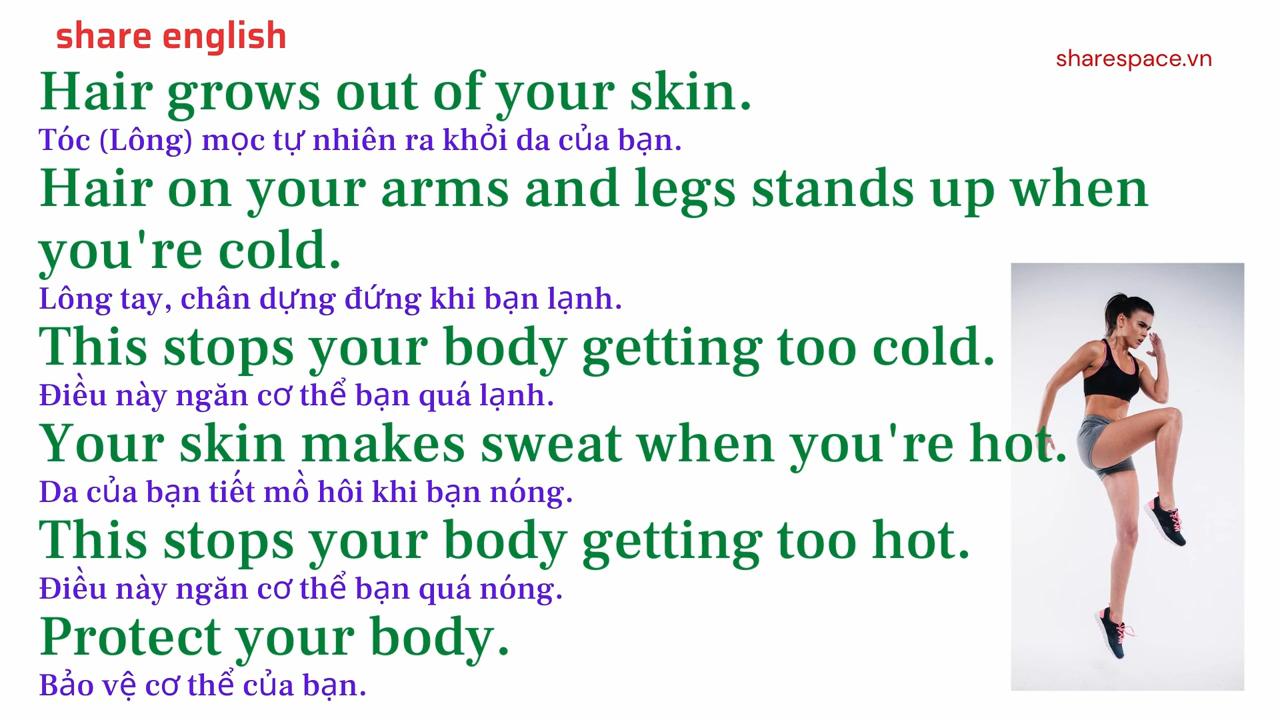 share english
sharespace.vn
Hair grows out of your skin.
Tóc (Lông) mọc tự nhiên ra khỏi da của bạn.
Hair on your arms and legs stands up when
you're cold.
Lông tay, chân dựng đứng khi bạn lạnh.
This stops your body getting too cold.
Điều này ngăn cơ thể bạn quá lạnh.
Your skin makes sweat when you're hot.
Da của bạn tiết mồ hôi khi bạn nóng.
This stops your body getting too hot.
Điều này ngăn cơ thể bạn quá nóng.
Protect your body.
Bảo vệ cơ thể của bạn.